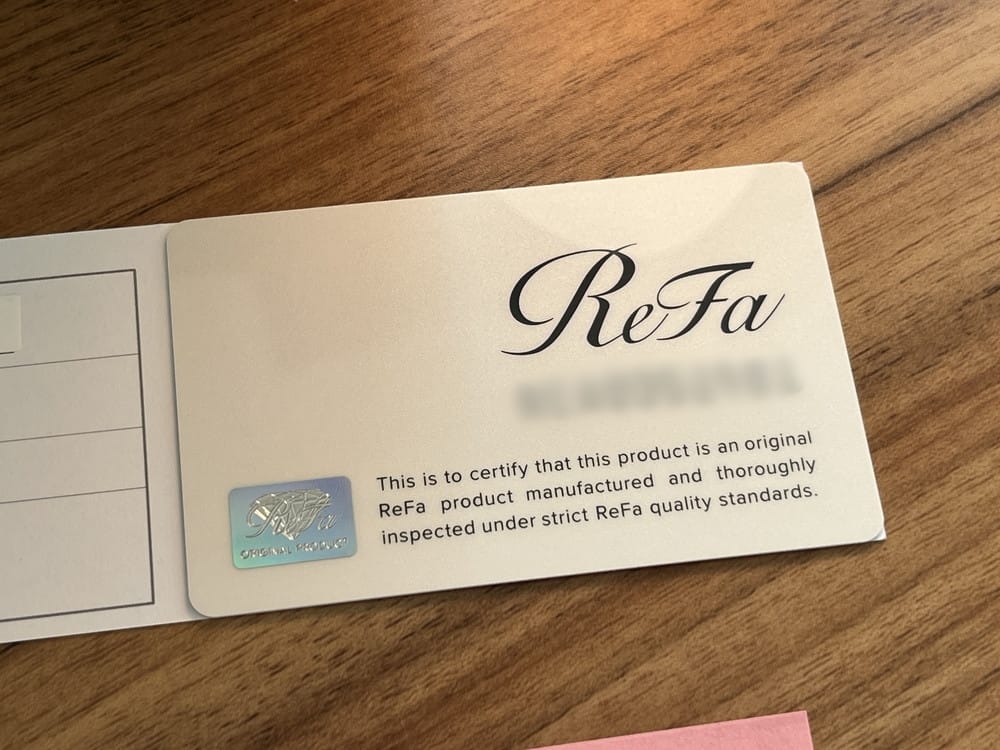 ReFa
This is to certify that this product is an original
ReFa product manufactured and thoroughly
inspected under strict ReFa quality standards.
ReFa
ORIGINAL PRODUCT